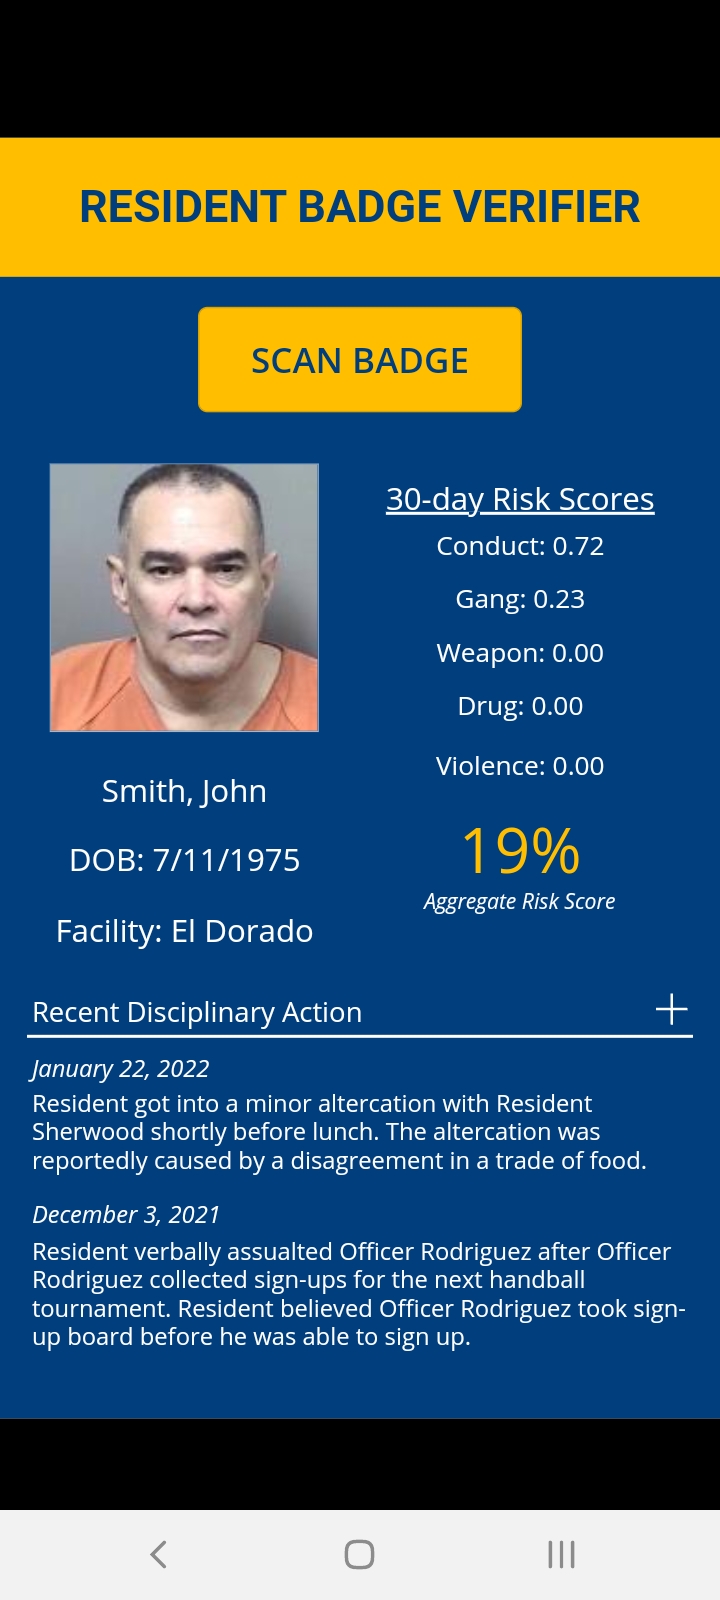 RESIDENT BADGE VERIFIER
SCAN BADGE
30-day Risk Scores
Conduct: 0.72
Gang: 0.23
Weapon: 0.00
Drug: 0.00
Violence: 0.00
19%
Aggregate Risk Score
Smith, John
DOB: 7/11/1975
Facility: El Dorado
Recent Disciplinary Action
January 22, 2022
Resident got into a minor altercation with Resident
Sherwood shortly before lunch. The altercation was
reportedly caused by a disagreement in a trade of food.
December 3, 2021
Resident verbally assualted Officer Rodriguez after Officer
Rodriguez collected sign-ups for the next handball
tournament. Resident believed Officer Rodriguez took sign-
up board before he was able to sign up.